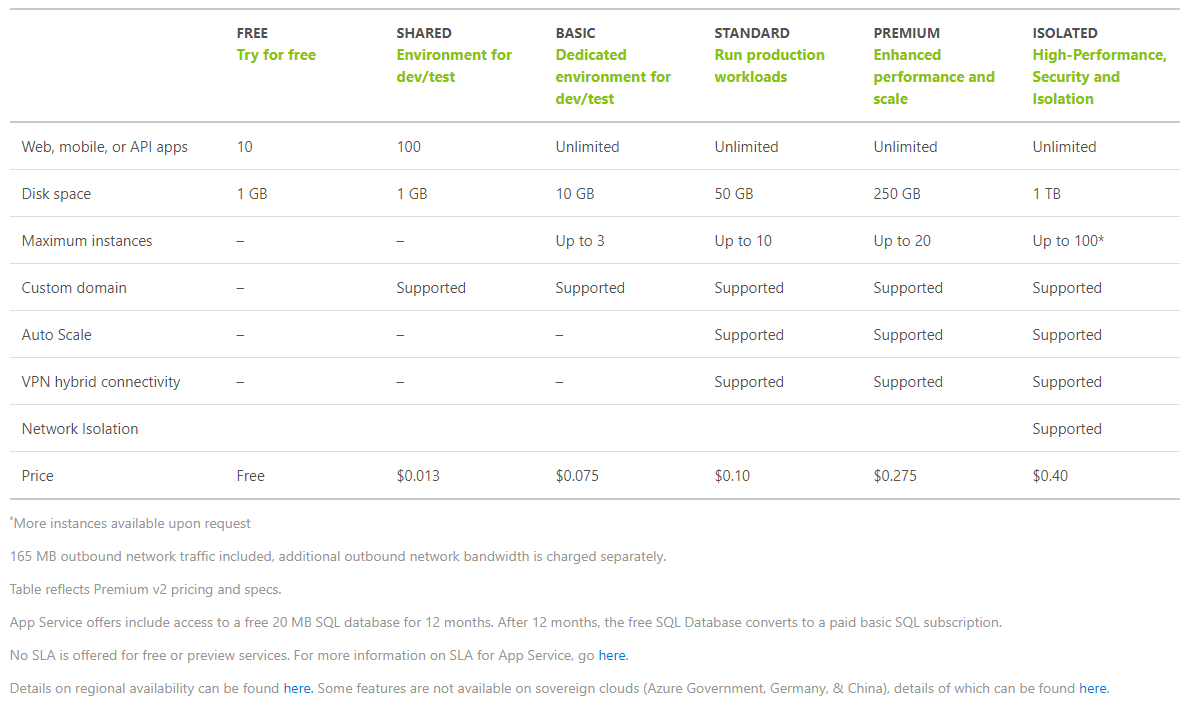 FREE SHARED BASIC STANDARD PREMIUM ISOLATED
Try for free Environment for Dedicated Run production Enhanced High-Performance,
dev/test environment for workloads performance and Security and
dev/test scale Isolation
Web, mobile, or API apps 10 100 Unlimited Unlimited Unlimited Unlimited
Disk space 1 GB 1 GB 10 GB 50 GB 250 GB 1 TB
Maximum instances – – Up to 3 Up to 10 Up to 20 Up to 100*
Custom domain – Supported Supported Supported Supported Supported
Auto Scale – – – Supported Supported Supported
VPN hybrid connectivity – – – Supported Supported Supported
Network Isolation Supported
Price Free $0.013 $0.075 $0.10 $0.275 $0.40
*More instances available upon request
165 MB outbound network traffic included, additional outbound network bandwidth is charged separately.
Table reflects Premium v2 pricing and specs.
App Service offers include access to a free 20 MB SQL database for 12 months. After 12 months, the free SQL Database converts to a paid basic SQL subscription.
No SLA is offered for free or preview services. For more information on SLA for App Service, go here.
Details on regional availability can be found here. Some features are not available on sovereign clouds (Azure Government, Germany, & China), details of which can be found here.